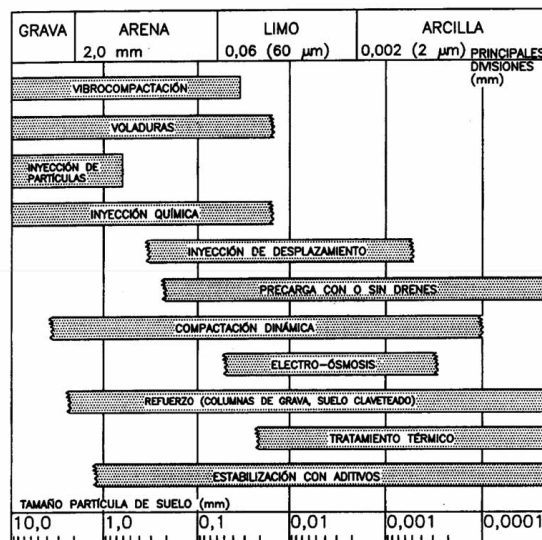 GRAVA ARENA LIMO ARCILLA
2,0 mm 0,06 (60 μm) 0,002 (2 μm) PRINCIPALES
DIVISIONES
(mm)
VIBROCOMPACTACIÓN
VOLADURAS
INYECCIÓN DE
PARTÍCULAS
INYECCIÓN QUÍMICA
INYECCIÓN DE DESPLAZAMIENTO
PRECARGA CON O SIN DRENES
COMPACTACIÓN DINÁMICA
ELECTRO-ÓSMOSIS
REFUERZO (COLUMNAS DE GRAVA, SUELO CLAVETEADO)
TRATAMIENTO TÉRMICO
ESTABILIZACIÓN CON ADITIVOS
TAMAÑO PARTÍCULA DE SUELO (mm)
10,0 1,0 0,1 0,01 0,001 0,0001